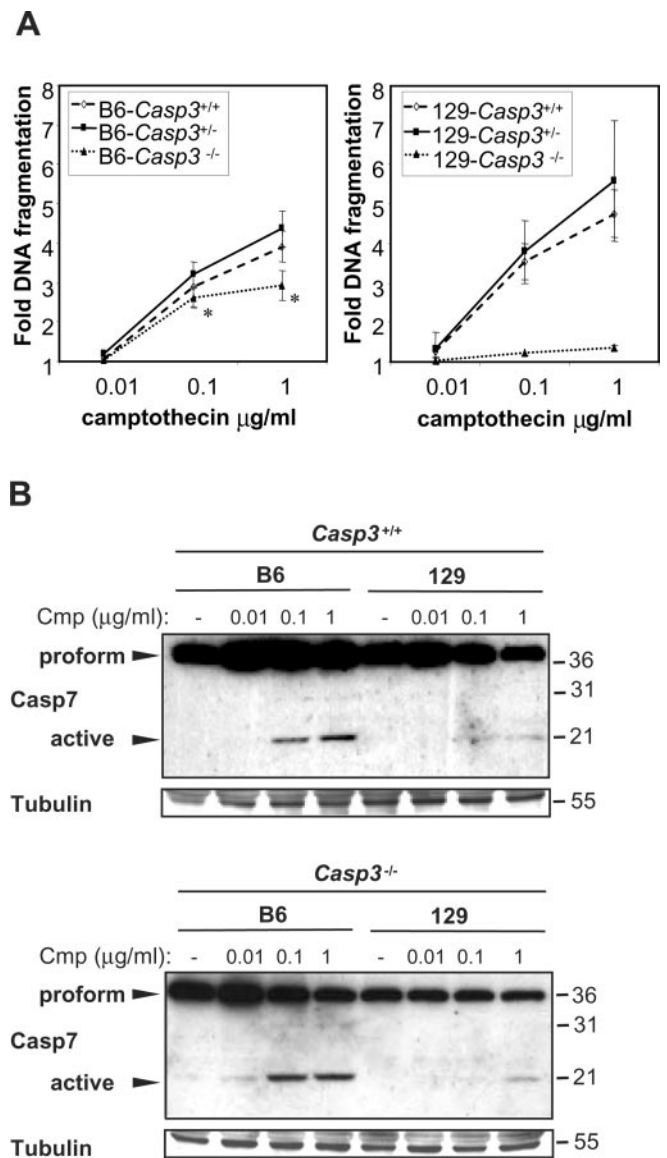 A
Fold DNA fragmentation
8
7
6
5
4
3
2
1
B6-Casp3+/+
B6-Casp3+/-
B6-Casp3 -/-
*
*
0.01 0.1 1
camptothecin µg/ml
Fold DNA fragmentation
8
7
6
5
4
3
2
1
129-Casp3+/+
129-Casp3+/-
129-Casp3 -/-
0.01 0.1 1
camptothecin µg/ml
B
Casp3+/+
B6 129
Cmp (µg/ml): - 0.01 0.1 1 - 0.01 0.1 1
proform - 36
- 31
Casp7
active - 21
Tubulin - 55
Casp3-/-
B6 129
Cmp (µg/ml): - 0.01 0.1 1 - 0.01 0.1 1
proform - 36
- 31
Casp7
active - 21
Tubulin - 55